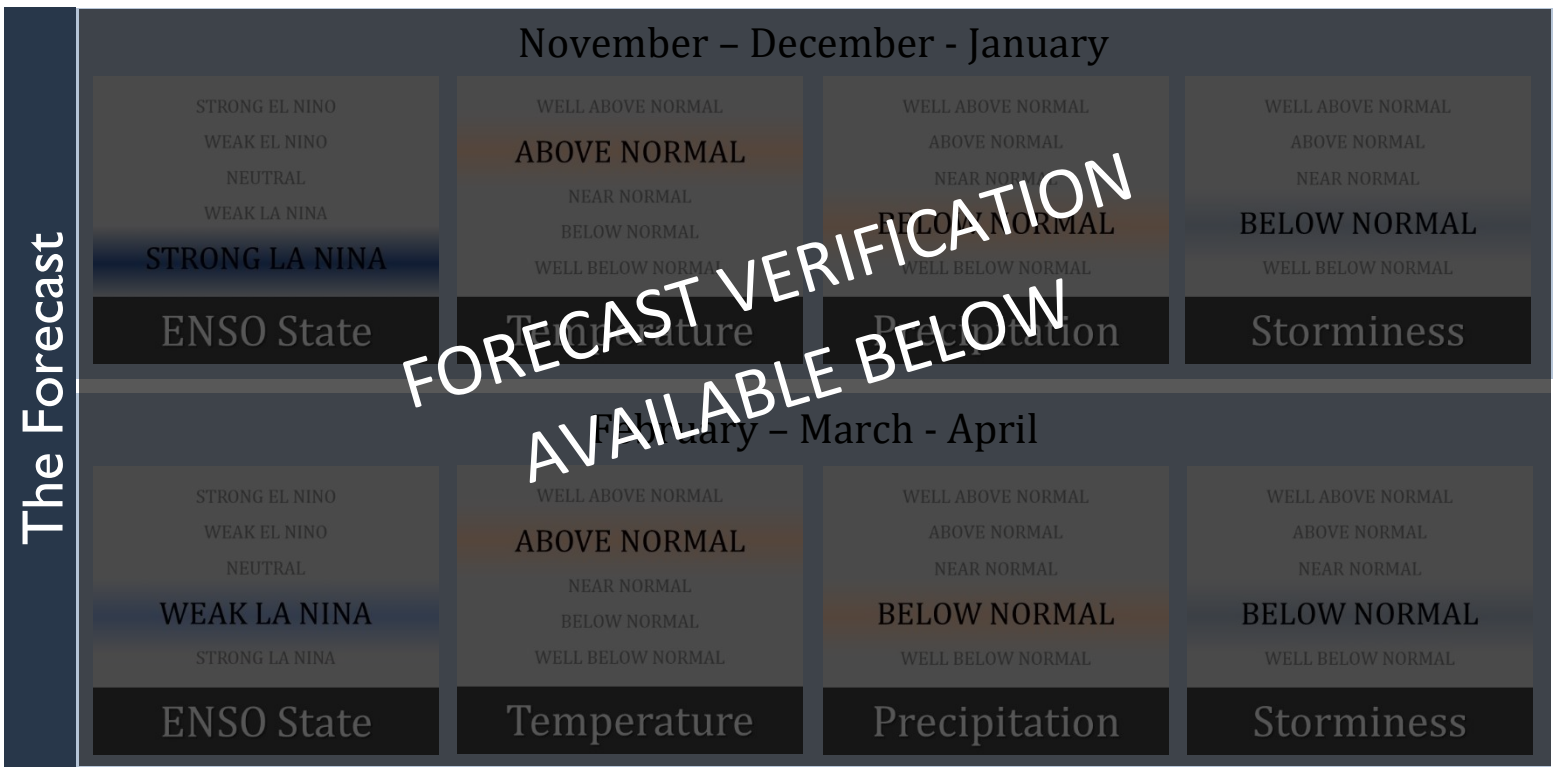 The Forecast
November – December - January
STRONG EL NINO
WEAK EL NINO
NEUTRAL
WEAK LA NINA
STRONG LA NINA
ENSO State
WELL ABOVE NORMAL
ABOVE NORMAL
NEAR NORMAL
BELOW NORMAL
WELL BELOW NORMAL
Temperature
WELL ABOVE NORMAL
ABOVE NORMAL
NEAR NORMAL
BELOW NORMAL
WELL BELOW NORMAL
Precipitation
WELL ABOVE NORMAL
ABOVE NORMAL
NEAR NORMAL
BELOW NORMAL
WELL BELOW NORMAL
Storminess
FORECAST VERIFICATION
AVAILABLE BELOW
February – March - April
STRONG EL NINO
WEAK EL NINO
NEUTRAL
WEAK LA NINA
STRONG LA NINA
ENSO State
WELL ABOVE NORMAL
ABOVE NORMAL
NEAR NORMAL
BELOW NORMAL
WELL BELOW NORMAL
Temperature
WELL ABOVE NORMAL
ABOVE NORMAL
NEAR NORMAL
BELOW NORMAL
WELL BELOW NORMAL
Precipitation
WELL ABOVE NORMAL
ABOVE NORMAL
NEAR NORMAL
BELOW NORMAL
WELL BELOW NORMAL
Storminess